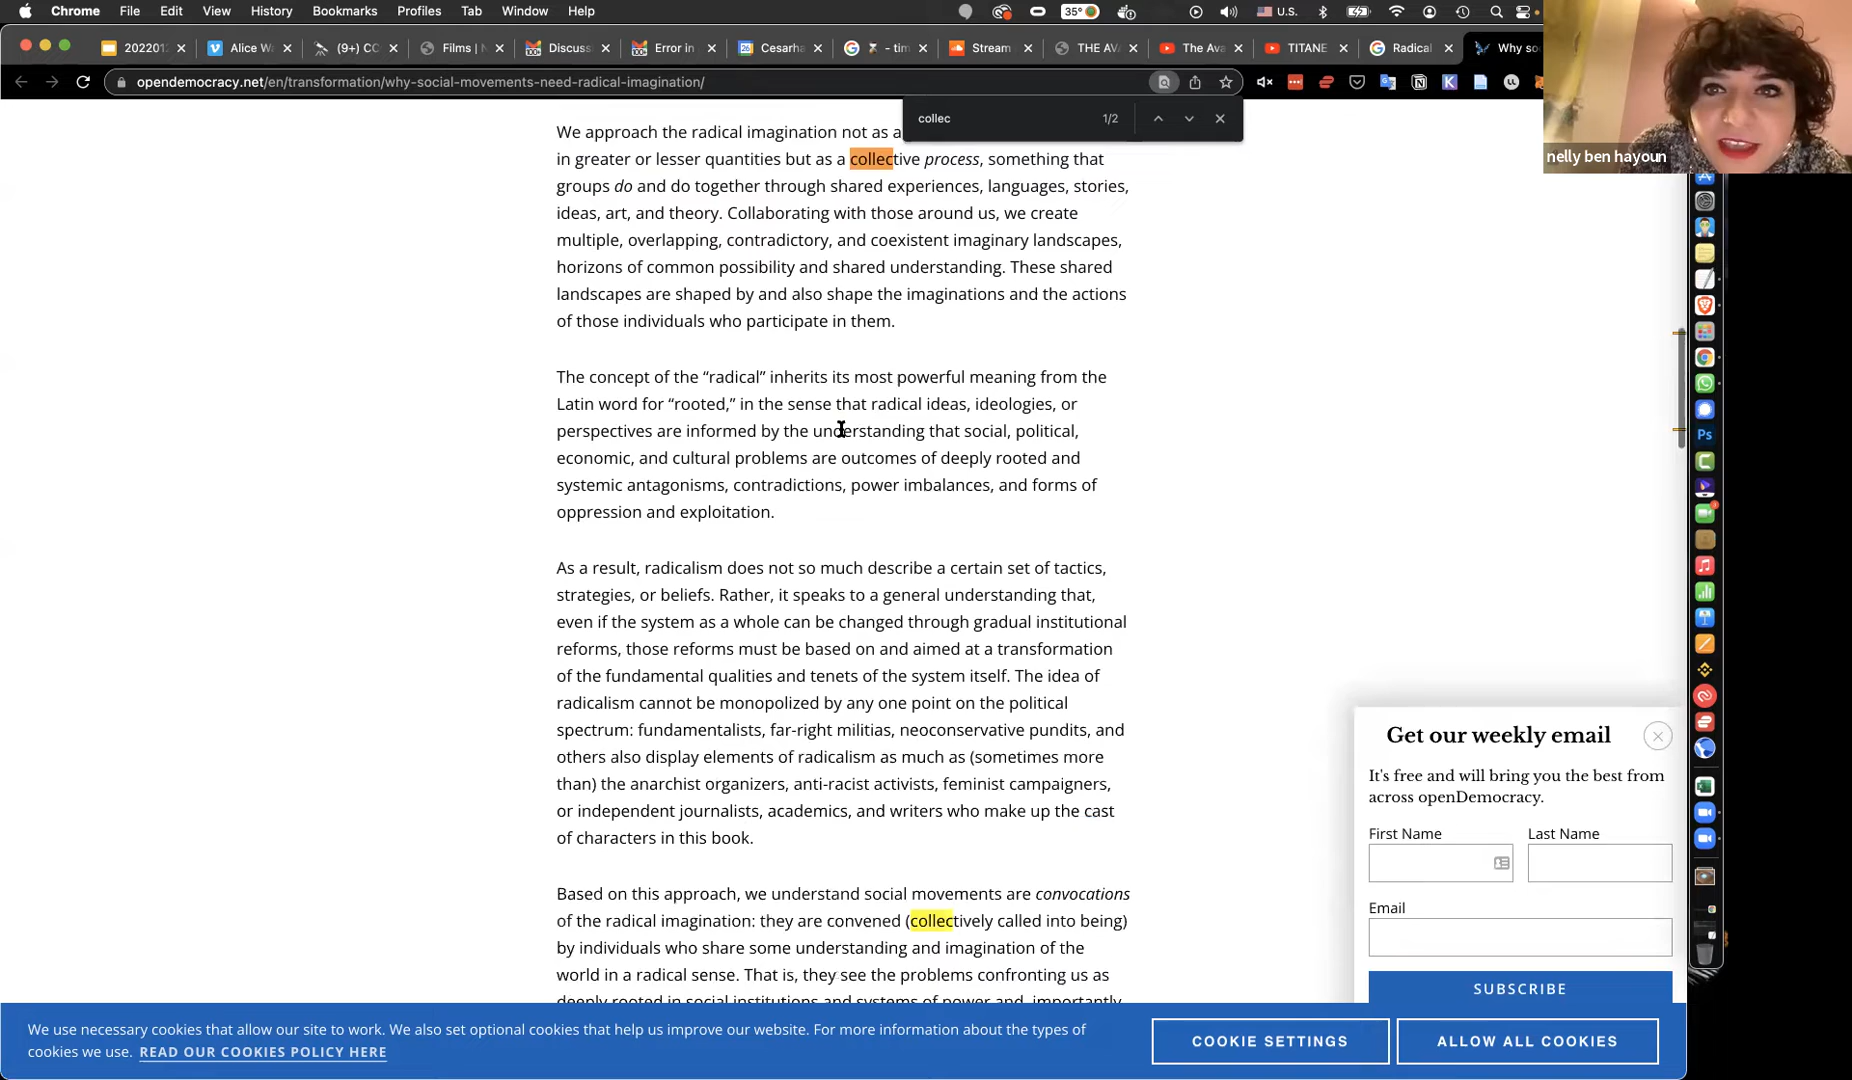 Chrome File Edit View History Bookmarks Profiles Tab Window Help
35° U.S.
2022012 Alice Wa (9+) CO Films | N Discuss Error in Cesarha - tim Stream THE AVA The Ava TITANE Radical Why so
opendemocracy.net/en/transformation/why-social-movements-need-radical-imagination/
collec 1/2
nelly ben hayoun
We approach the radical imagination not as a
in greater or lesser quantities but as a collective process, something that
groups do and do together through shared experiences, languages, stories,
ideas, art, and theory. Collaborating with those around us, we create
multiple, overlapping, contradictory, and coexistent imaginary landscapes,
horizons of common possibility and shared understanding. These shared
landscapes are shaped by and also shape the imaginations and the actions
of those individuals who participate in them.
The concept of the “radical” inherits its most powerful meaning from the
Latin word for “rooted,” in the sense that radical ideas, ideologies, or
perspectives are informed by the understanding that social, political,
economic, and cultural problems are outcomes of deeply rooted and
systemic antagonisms, contradictions, power imbalances, and forms of
oppression and exploitation.
As a result, radicalism does not so much describe a certain set of tactics,
strategies, or beliefs. Rather, it speaks to a general understanding that,
even if the system as a whole can be changed through gradual institutional
reforms, those reforms must be based on and aimed at a transformation
of the fundamental qualities and tenets of the system itself. The idea of
radicalism cannot be monopolized by any one point on the political
spectrum: fundamentalists, far-right militias, neoconservative pundits, and
others also display elements of radicalism as much as (sometimes more
than) the anarchist organizers, anti-racist activists, feminist campaigners,
or independent journalists, academics, and writers who make up the cast
of characters in this book.
Based on this approach, we understand social movements are convocations
of the radical imagination: they are convened (collectively called into being)
by individuals who share some understanding and imagination of the
world in a radical sense. That is, they see the problems confronting us as
deeply rooted in social institutions and systems of power and, importantly
Get our weekly email
It's free and will bring you the best from
across openDemocracy.
First Name Last Name
Email
SUBSCRIBE
We use necessary cookies that allow our site to work. We also set optional cookies that help us improve our website. For more information about the types of
cookies we use. READ OUR COOKIES POLICY HERE
COOKIE SETTINGS ALLOW ALL COOKIES
Ps